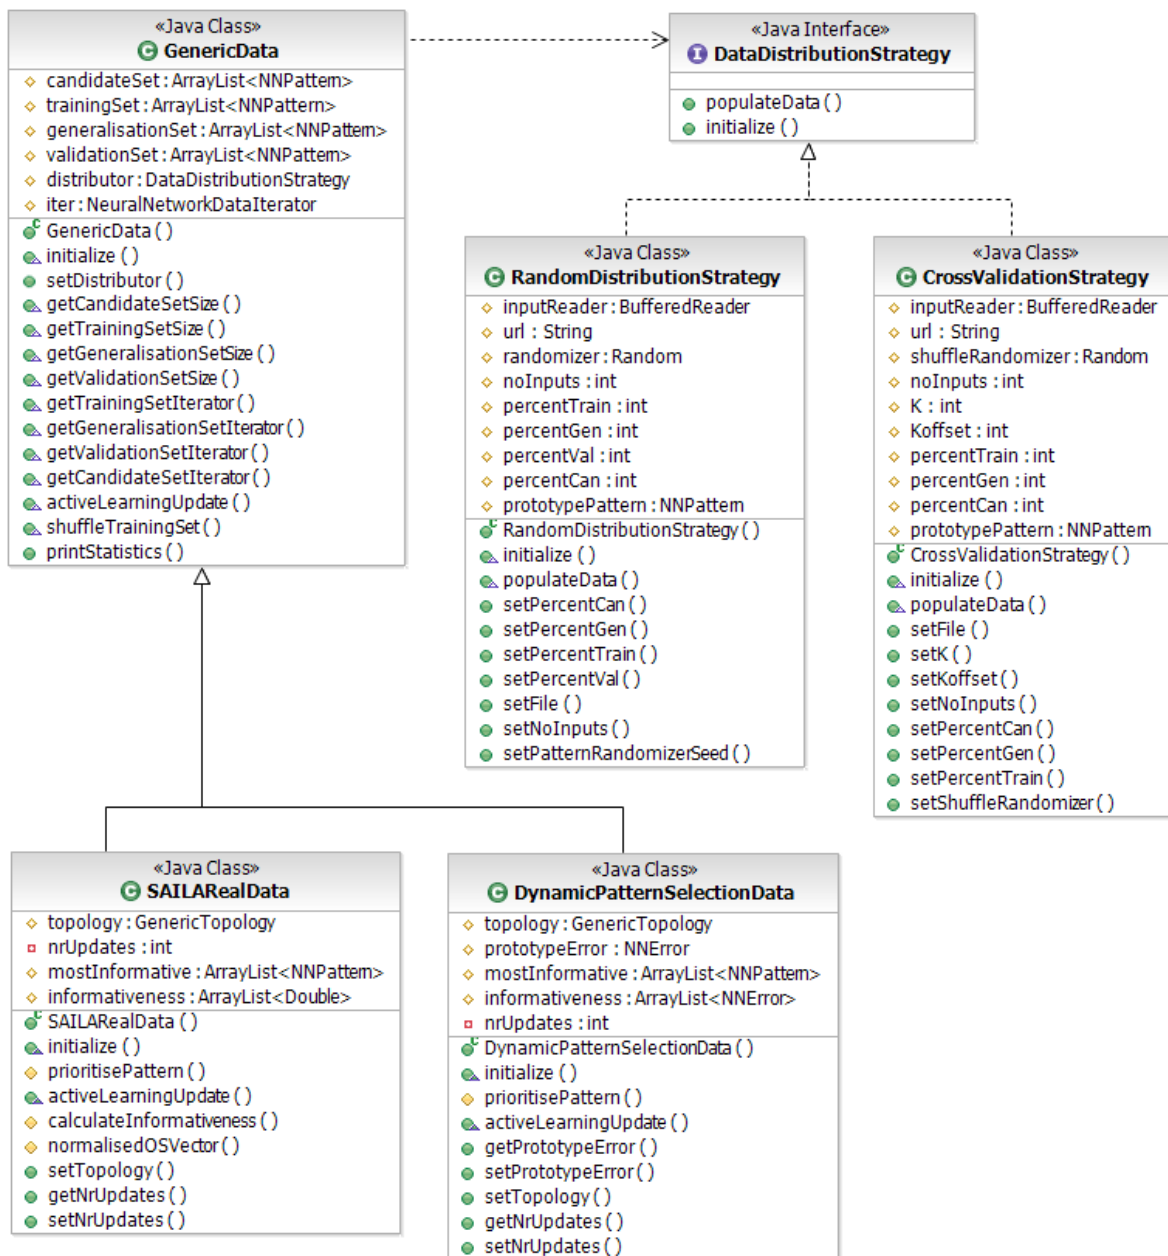 «Java Class»
GenericData
candidateSet : ArrayList<NNPattern>
trainingSet : ArrayList<NNPattern>
generalisationSet : ArrayList<NNPattern>
validationSet : ArrayList<NNPattern>
distributor : DataDistributionStrategy
iter : NeuralNetworkDataIterator
GenericData ( )
initialize ( )
setDistributor ( )
getCandidateSetSize ( )
getTrainingSetSize ( )
getGeneralisationSetSize ( )
getValidationSetSize ( )
getTrainingSetIterator ( )
getGeneralisationSetIterator ( )
getValidationSetIterator ( )
getCandidateSetIterator ( )
activeLearningUpdate ( )
shuffleTrainingSet ( )
printStatistics ( )
«Java Interface»
DataDistributionStrategy
populateData ( )
initialize ( )
«Java Class»
RandomDistributionStrategy
inputReader : BufferedReader
url : String
randomizer : Random
noInputs : int
percentTrain : int
percentGen : int
percentVal : int
percentCan : int
prototypePattern : NNPattern
RandomDistributionStrategy ( )
initialize ( )
populateData ( )
setPercentCan ( )
setPercentGen ( )
setPercentTrain ( )
setPercentVal ( )
setFile ( )
setNoInputs ( )
setPatternRandomizerSeed ( )
«Java Class»
CrossValidationStrategy
inputReader : BufferedReader
url : String
shuffleRandomizer : Random
noInputs : int
K : int
Koffset : int
percentTrain : int
percentGen : int
percentCan : int
prototypePattern : NNPattern
CrossValidationStrategy ( )
initialize ( )
populateData ( )
setFile ( )
setK ( )
setKoffset ( )
setNoInputs ( )
setPercentCan ( )
setPercentGen ( )
setPercentTrain ( )
setShuffleRandomizer ( )
«Java Class»
SAILARealData
topology : GenericTopology
nrUpdates : int
mostInformative : ArrayList<NNPattern>
informativeness : ArrayList<Double>
SAILARealData ( )
initialize ( )
prioritisePattern ( )
activeLearningUpdate ( )
calculateInformativeness ( )
normalisedOSVector ( )
setTopology ( )
getNrUpdates ( )
setNrUpdates ( )
«Java Class»
DynamicPatternSelectionData
topology : GenericTopology
prototypeError : NNError
mostInformative : ArrayList<NNPattern>
informativeness : ArrayList<NNError>
nrUpdates : int
DynamicPatternSelectionData ( )
initialize ( )
prioritisePattern ( )
activeLearningUpdate ( )
getPrototypeError ( )
setPrototypeError ( )
setTopology ( )
getNrUpdates ( )
setNrUpdates ( )